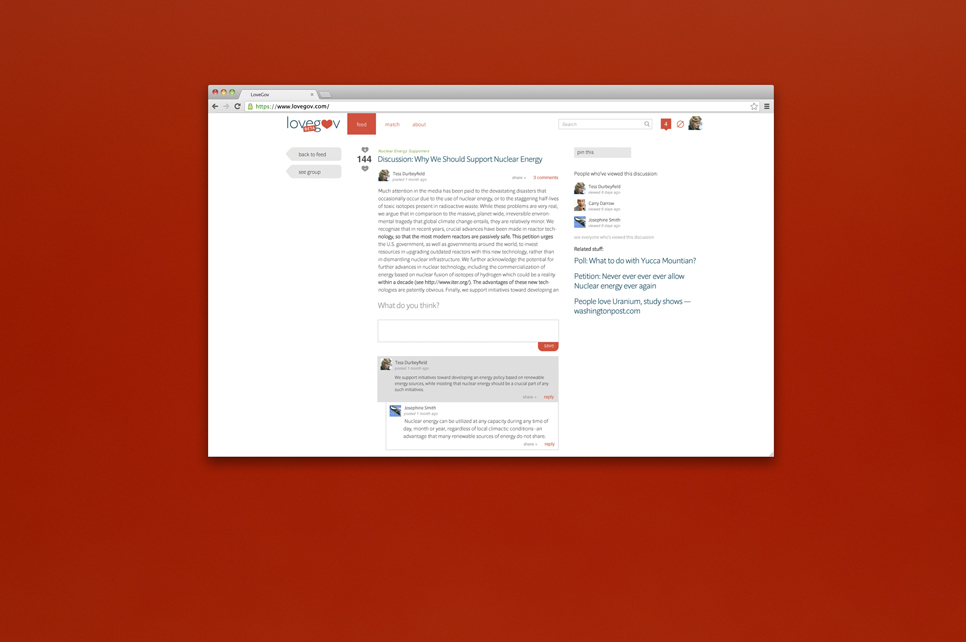 LoveGov
https://www.lovegov.com/
lovegov
BETA
feed
match
about
Search
4
back to feed
see group
144
Nuclear Energy Supporters
Discussion: Why We Should Support Nuclear Energy
Tess Durbeyfield
posted 1 month ago
share +
0 comments
Much attention in the media has been paid to the devastating disasters that
occasionally occur due to the use of nuclear energy, or to the staggering half-lives
of toxic isotopes present in radioactive waste. While these problems are very real,
we argue that in comparison to the massive, planet wide, irreversible environ-
mental tragedy that global climate change entails, they are relatively minor. We
recognise that in recent years, crucial advances have been made in reactor tech-
nology, so that the most modern reactors are passively safe. This petition urges
the U.S. government, as well as governments around the world, to invest
resources in upgrading outdated reactors with this new technology, rather than
in dismantling nuclear infrastructure. We further acknowledge the potential for
further advances in nuclear technology, including the commercialization of
energy based on nuclear fusion of isotopes of hydrogen which could be a reality
within a decade (see http://www.iter.org/). The advantages of these new tech-
nologies are patently obvious. Finally, we support initiatives toward developing an
What do you think?
save
Tess Durbeyfield
posted 1 month ago
We support initiatives toward developing an energy policy based on renewable
energy sources, while insisting that nuclear energy should be a crucial part of any
such initiatives.
share +
reply
Josephine Smith
posted 1 month ago
Nuclear energy can be utilized at any capacity during any time of
day, month or year, regardless of local climactic conditions -an
advantage that many renewable sources of energy do not share.
share +
reply
pin this
People who've viewed this discussion:
Tess Durbeyfield
viewed 6 days ago
Carry Darrow
viewed 6 days ago
Josephine Smith
viewed 6 days ago
see everyone who's viewed this discussion
Related stuff:
Poll: What to do with Yucca Mountian?
Petition: Never ever ever ever allow
Nuclear energy ever again
People love Uranium, study shows —
washingtonpost.com